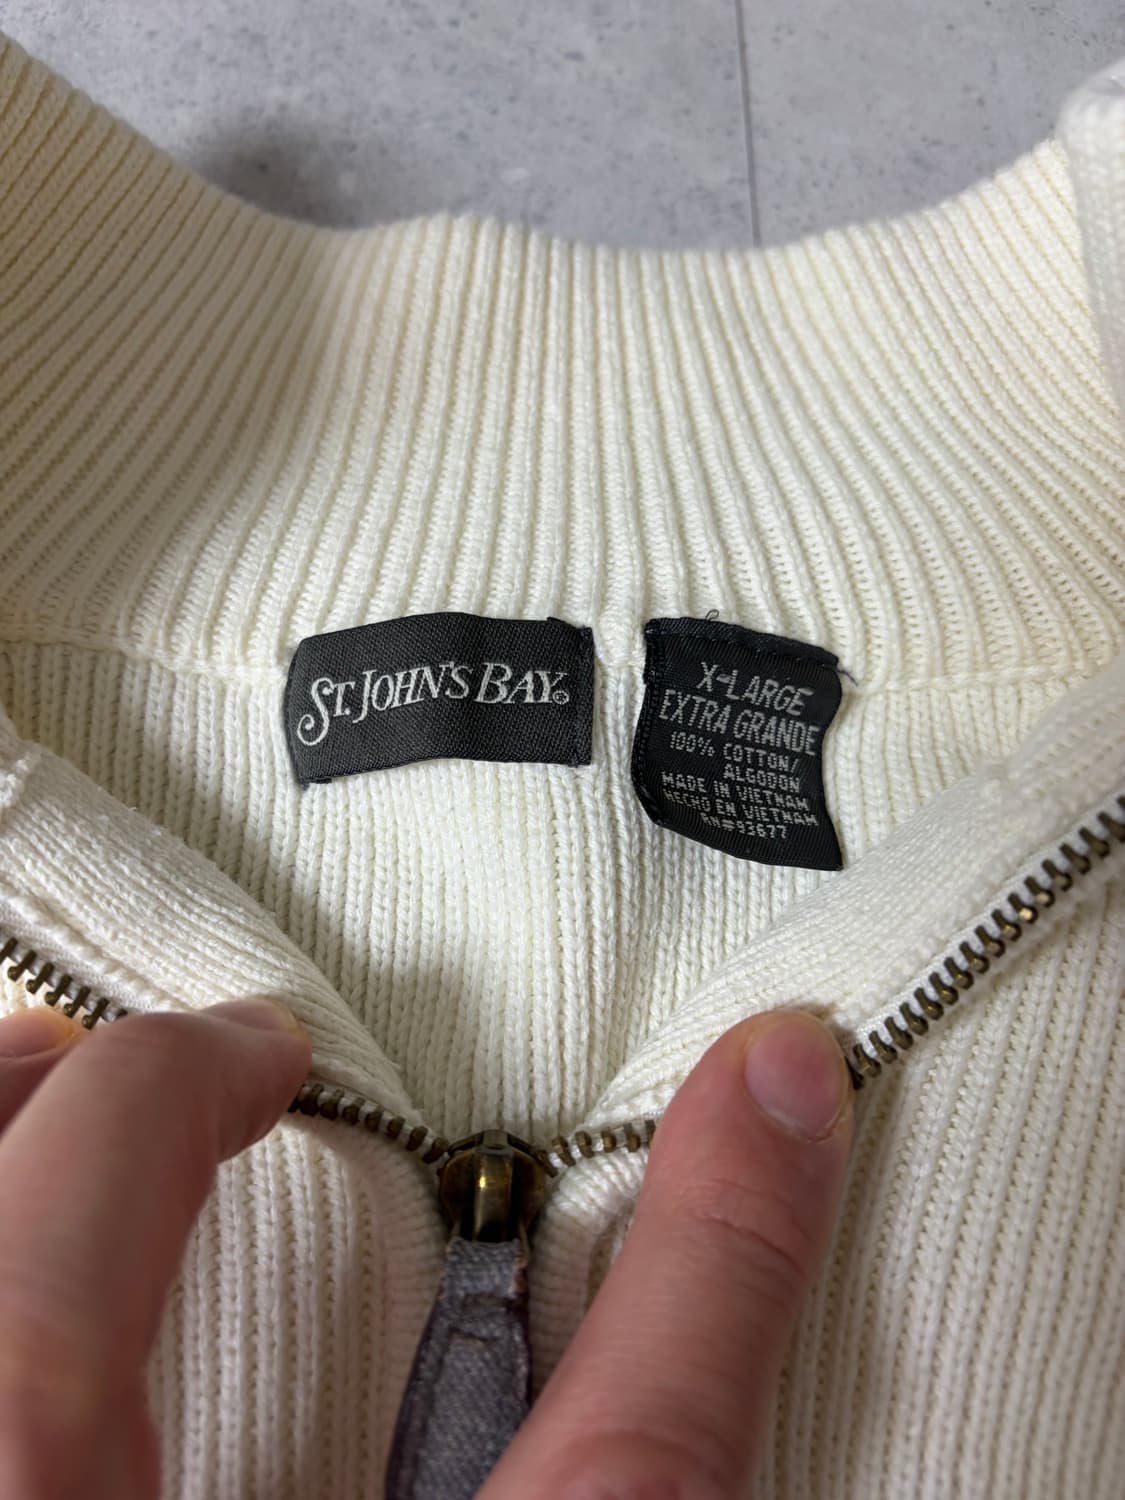 ST. JOHN'S BAY®
X-LARGE
EXTRA GRANDE
100% COTTON/
ALGODON
MADE IN VIETNAM
HECHO EN VIETNAM
RN#93677